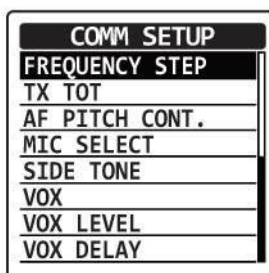 COMM SETUP
FREQUENCY STEP
TX TOT
AF PITCH CONT.
MIC SELECT
SIDE TONE
VOX
VOX LEVEL
VOX DELAY